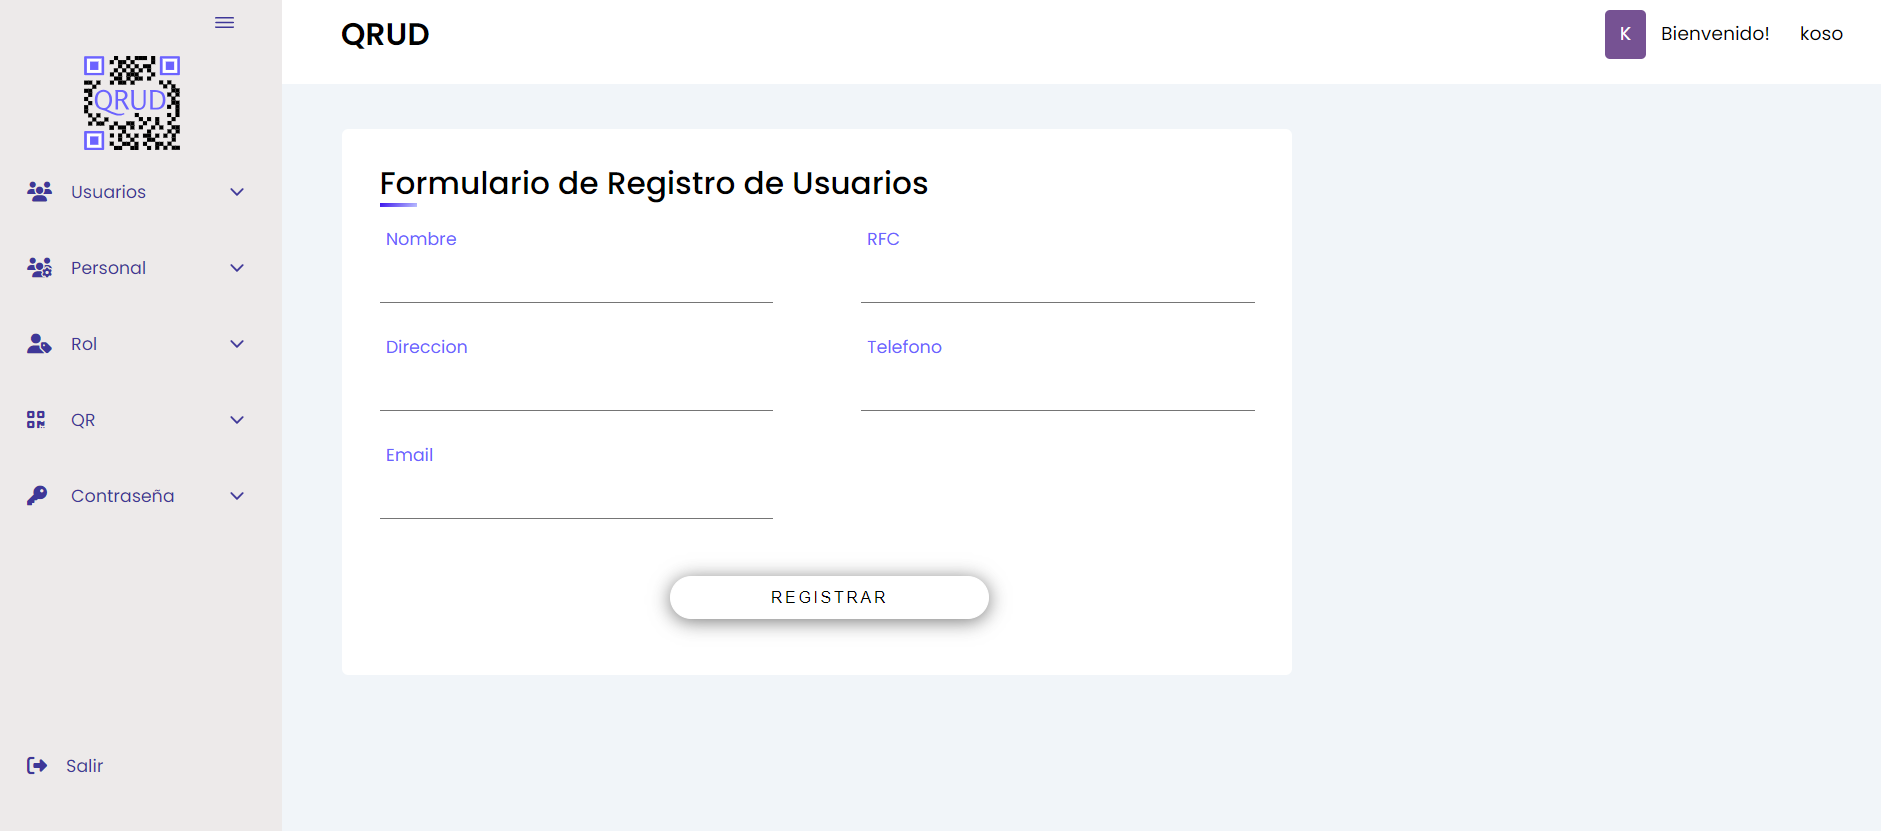 QRUD
Usuarios
Personal
Rol
QR
Contraseña
Salir
QRUD
K Bienvenido! koso
Formulario de Registro de Usuarios
Nombre RFC
Direccion Telefono
Email
REGISTRAR